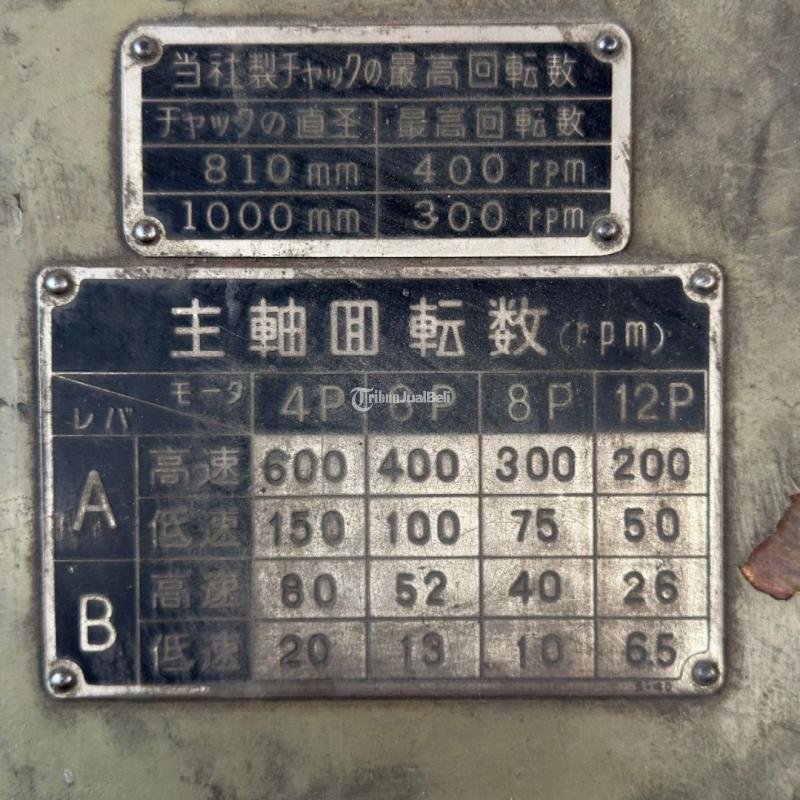 当社製チャックの最高回転数
チャックの直圣 最高回転数
810 mm 400 rpm
1000 mm 300 rpm
主軸回転数(rpm)
モータ 4P 6P 8P 12P
レバ
A 高速 600 400 300 200
低速 150 100 75 50
B 高速 80 52 40 26
低速 20 13 10 6.5
TribunJualBeli